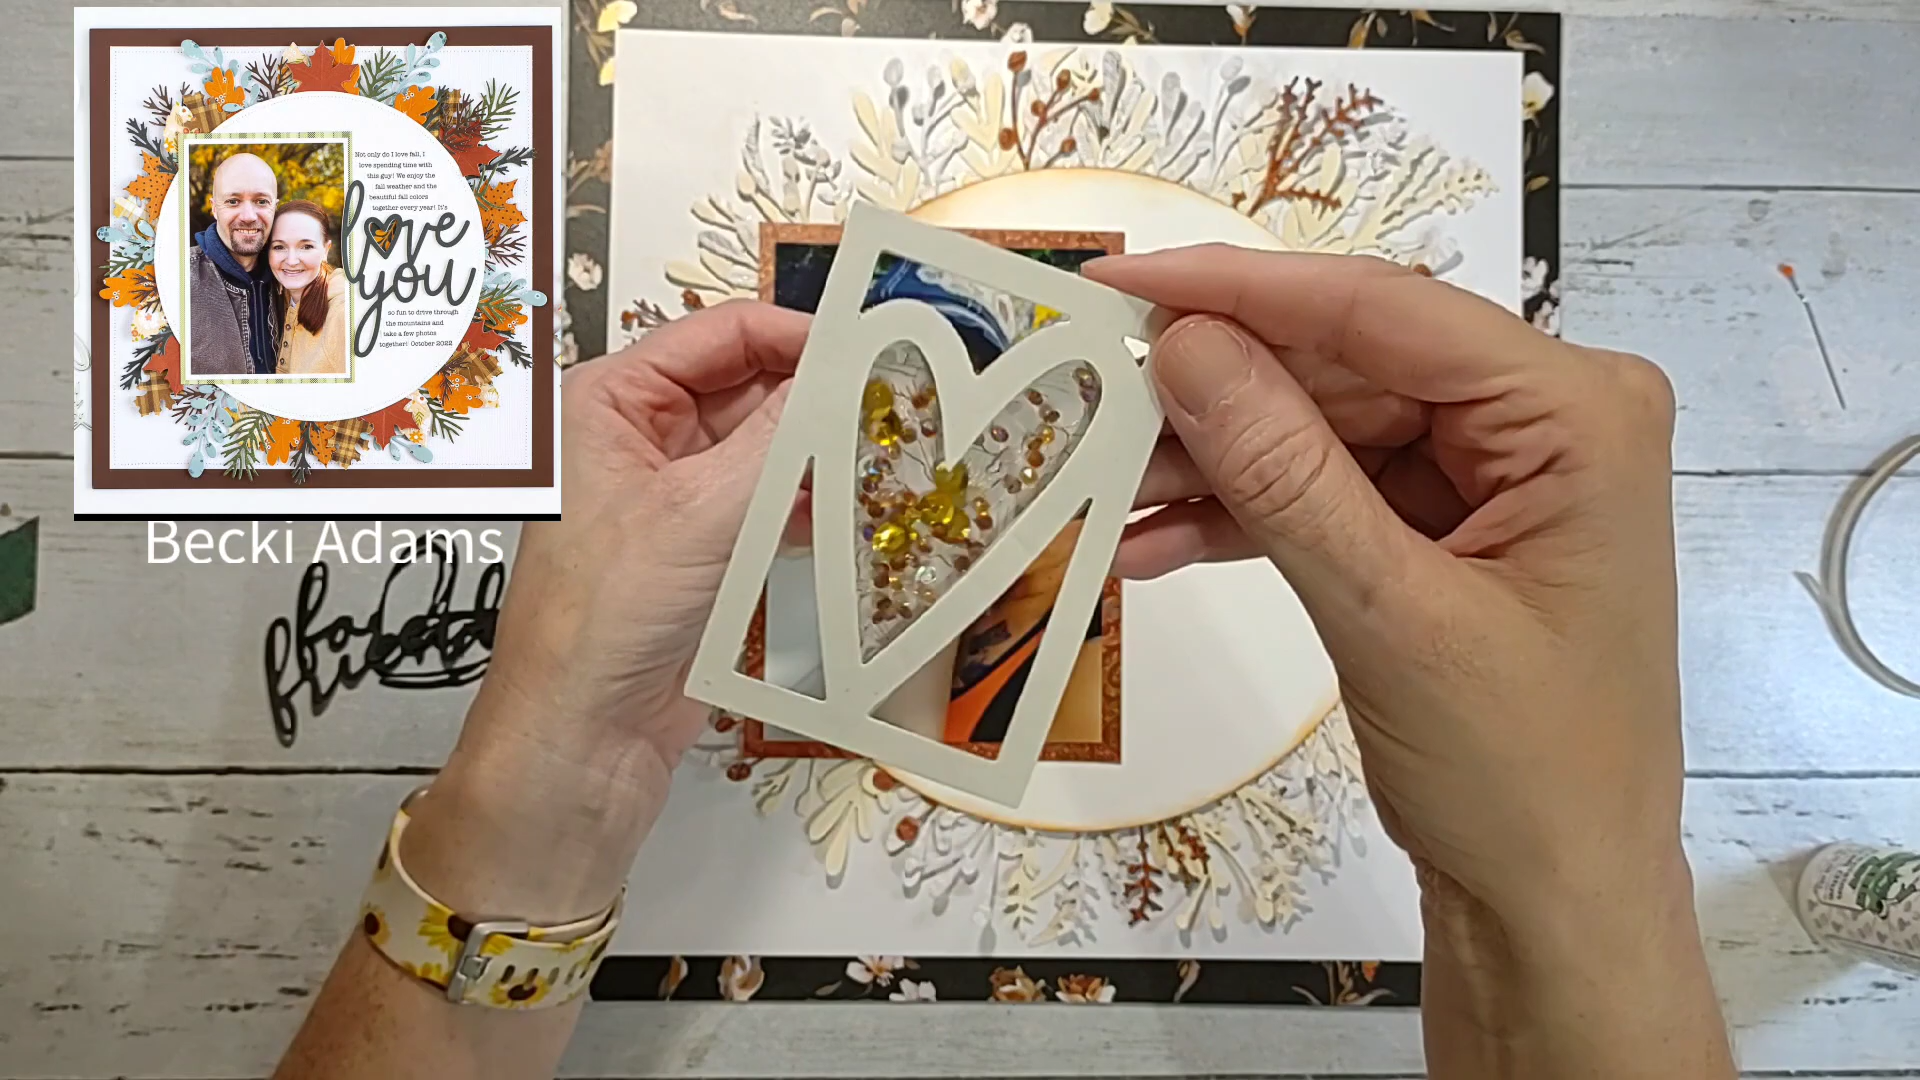 Not only do I love fall, I
love spending time with
this guy! We enjoy the
fall weather and the
beautiful fall colors
together every year! It's
love
you
so fun to drive through
the mountains and
take a few photos
together! October 2022
Becki Adams